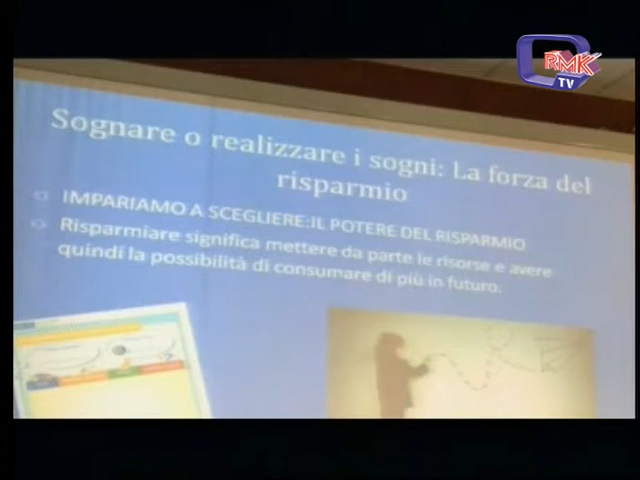 RMK
TV
Sognare o realizzare i sogni: La forza del
risparmio
IMPARIAMO A SCEGLIERE:IL POTERE DEL RISPARMIO
Risparmiare significa mettere da parte le risorse e avere
quindi la possibilità di consumare di più in futuro.